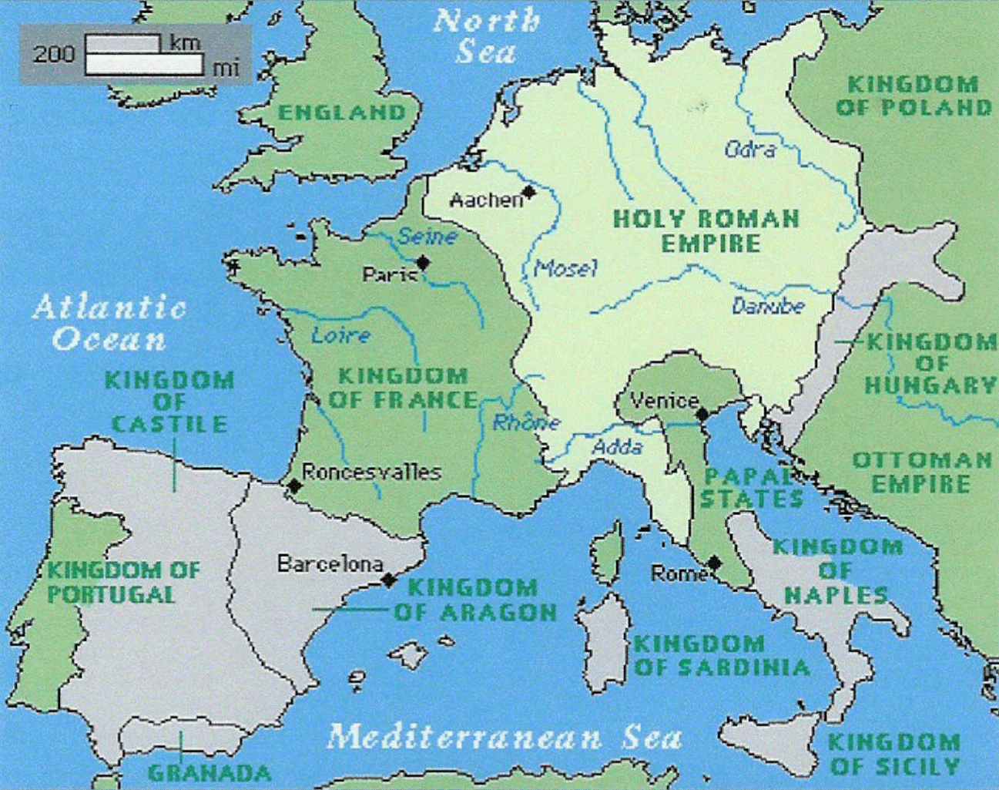 North
Sea
200
km
mi
ENGLAND
KINGDOM
OF POLAND
Odra
Aachen
HOLY ROMAN
EMPIRE
Seine
Paris
Mosel
Danube
Atlantic
Ocean
Loire
KINGDOM
OF
HUNGARY
KINGDOM
OF
CASTILE
KINGDOM
OF FRANCE
Venice
Rhône
Adda
Roncesvalles
PAPAL
STATES
OTTOMAN
EMPIRE
KINGDOM OF
PORTUGAL
Barcelona
KINGDOM
OF ARAGON
Rome
KINGDOM
OF
NAPLES
KINGDOM
OF SARDINIA
Mediterranean Sea
KINGDOM
OF SICILY
GRANADA